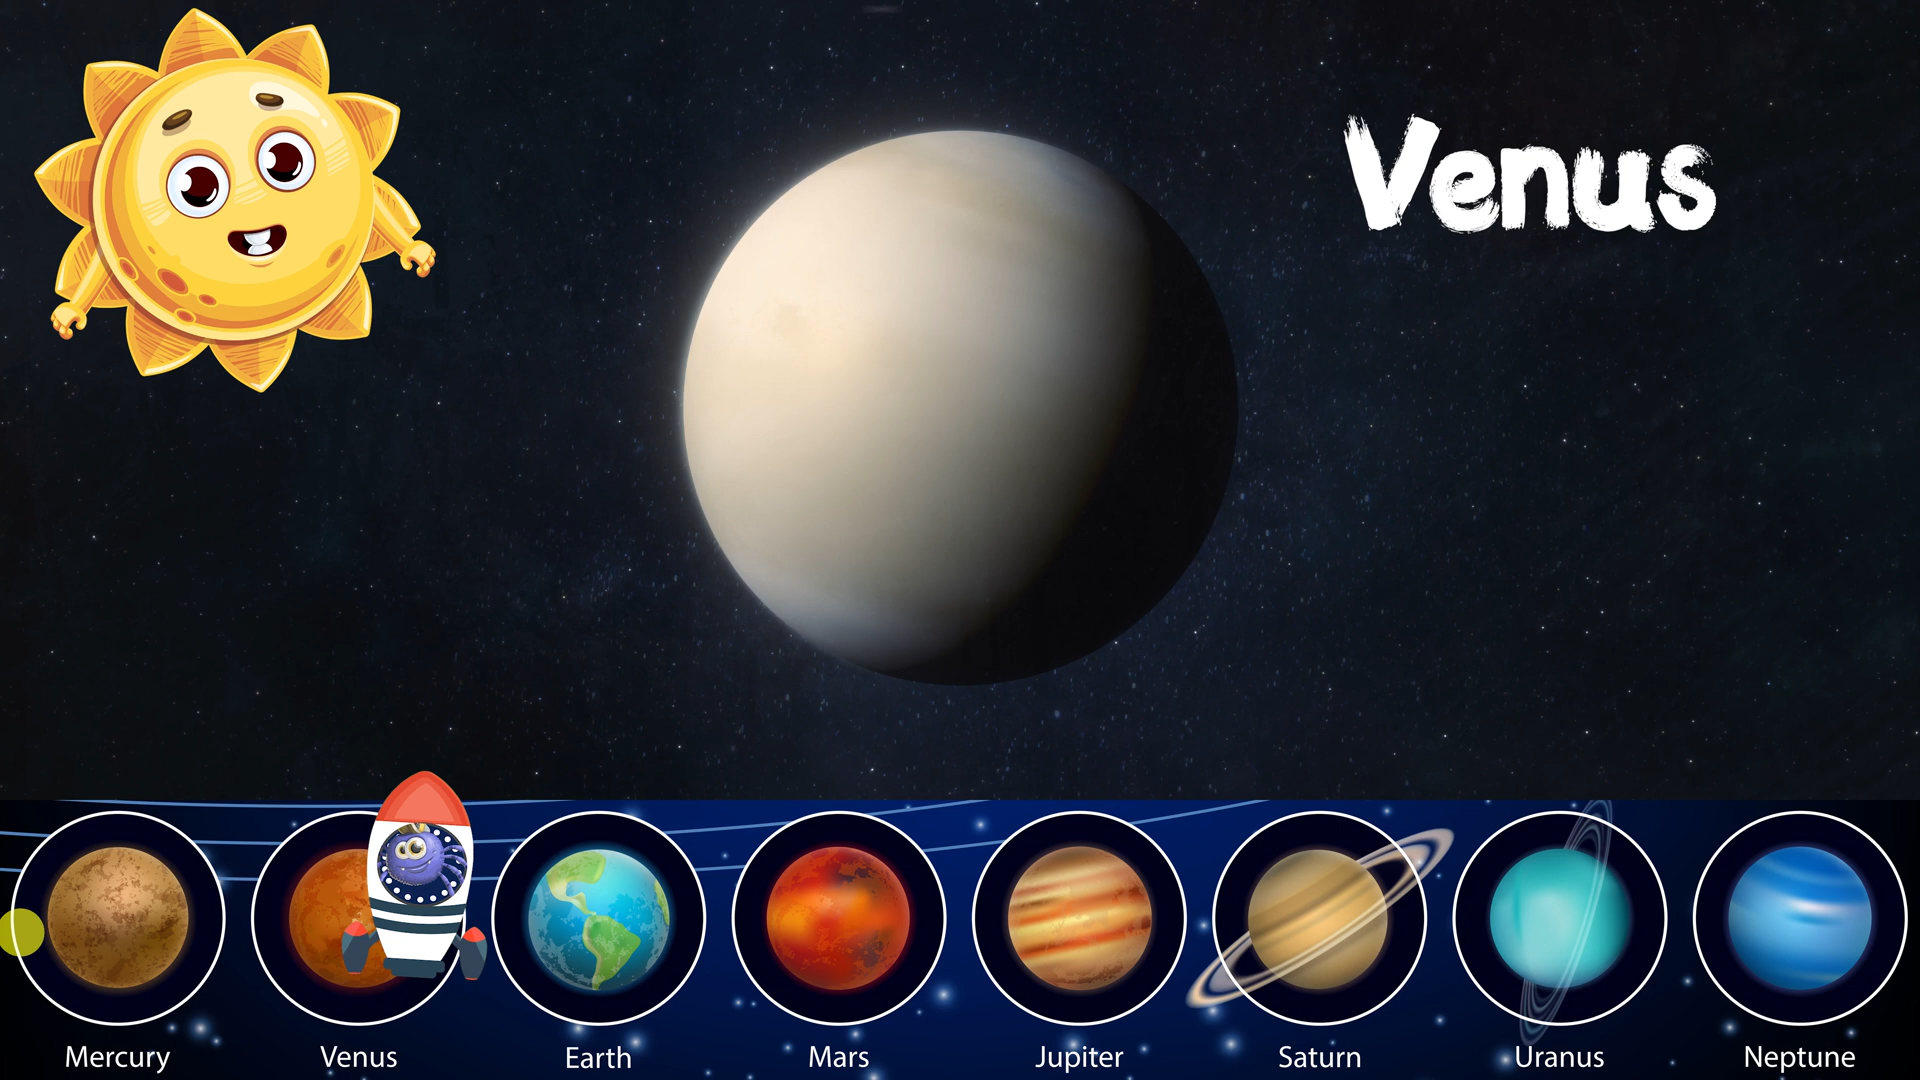 Venus
Mercury
Venus
Earth
Mars
Jupiter
Saturn
Uranus
Neptune